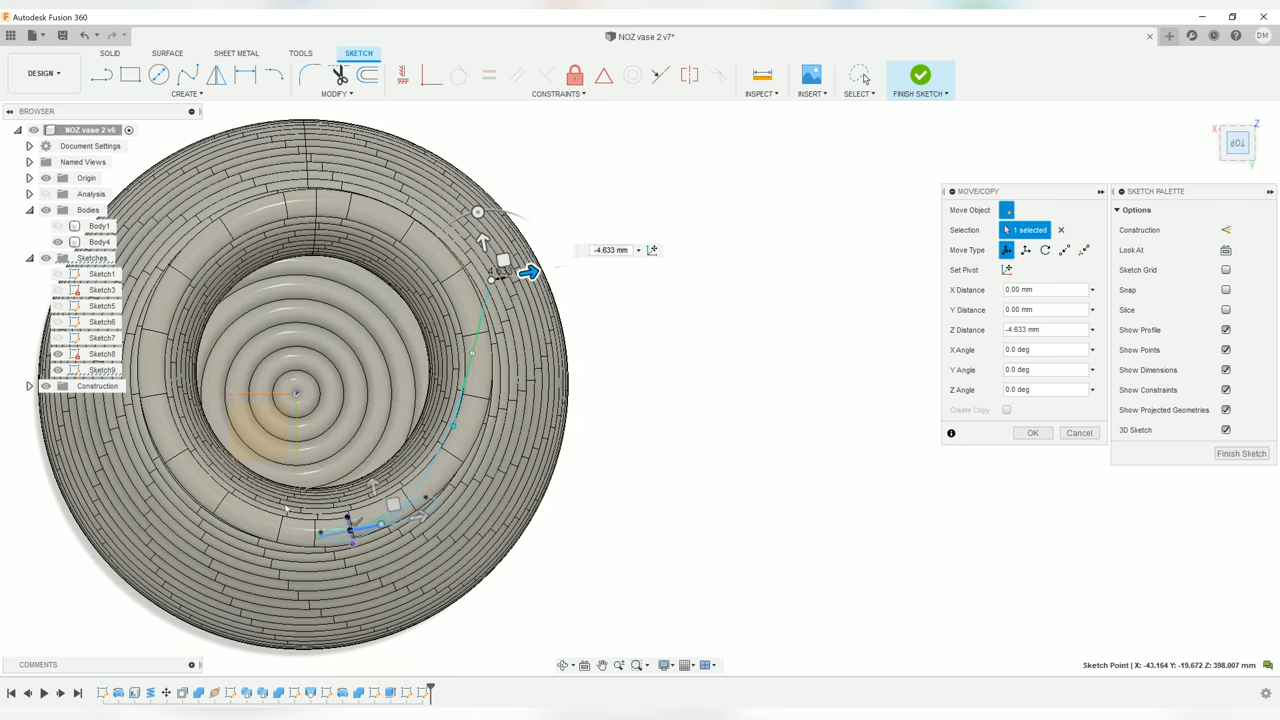 Autodesk Fusion 360
NOZ vase 2 v7*
DM
SOLID SURFACE SHEET METAL TOOLS SKETCH
DESIGN
CREATE MODIFY CONSTRAINTS INSPECT INSERT SELECT FINISH SKETCH
BROWSER
NOZ vase 2 v6
Document Settings
Named Views
Origin
Analysis
Bodies
Body1
Body4
Sketches
Sketch1
Sketch3
Sketch5
Sketch6
Sketch7
Sketch8
Sketch9
Construction
-4.633 mm
X
Z
TOP
MOVE/COPY
Move Object
Selection 1 selected
Move Type
Set Pivot
X Distance 0.00 mm
Y Distance 0.00 mm
Z Distance -4.633 mm
X Angle 0.0 deg
Y Angle 0.0 deg
Z Angle 0.0 deg
Create Copy
OK Cancel
SKETCH PALETTE
Options
Construction
Look At
Sketch Grid
Snap
Slice
Show Profile
Show Points
Show Dimensions
Show Constraints
Show Projected Geometries
3D Sketch
Finish Sketch
COMMENTS
Sketch Point | X: -43.164 Y: -19.672 Z: 398.007 mm